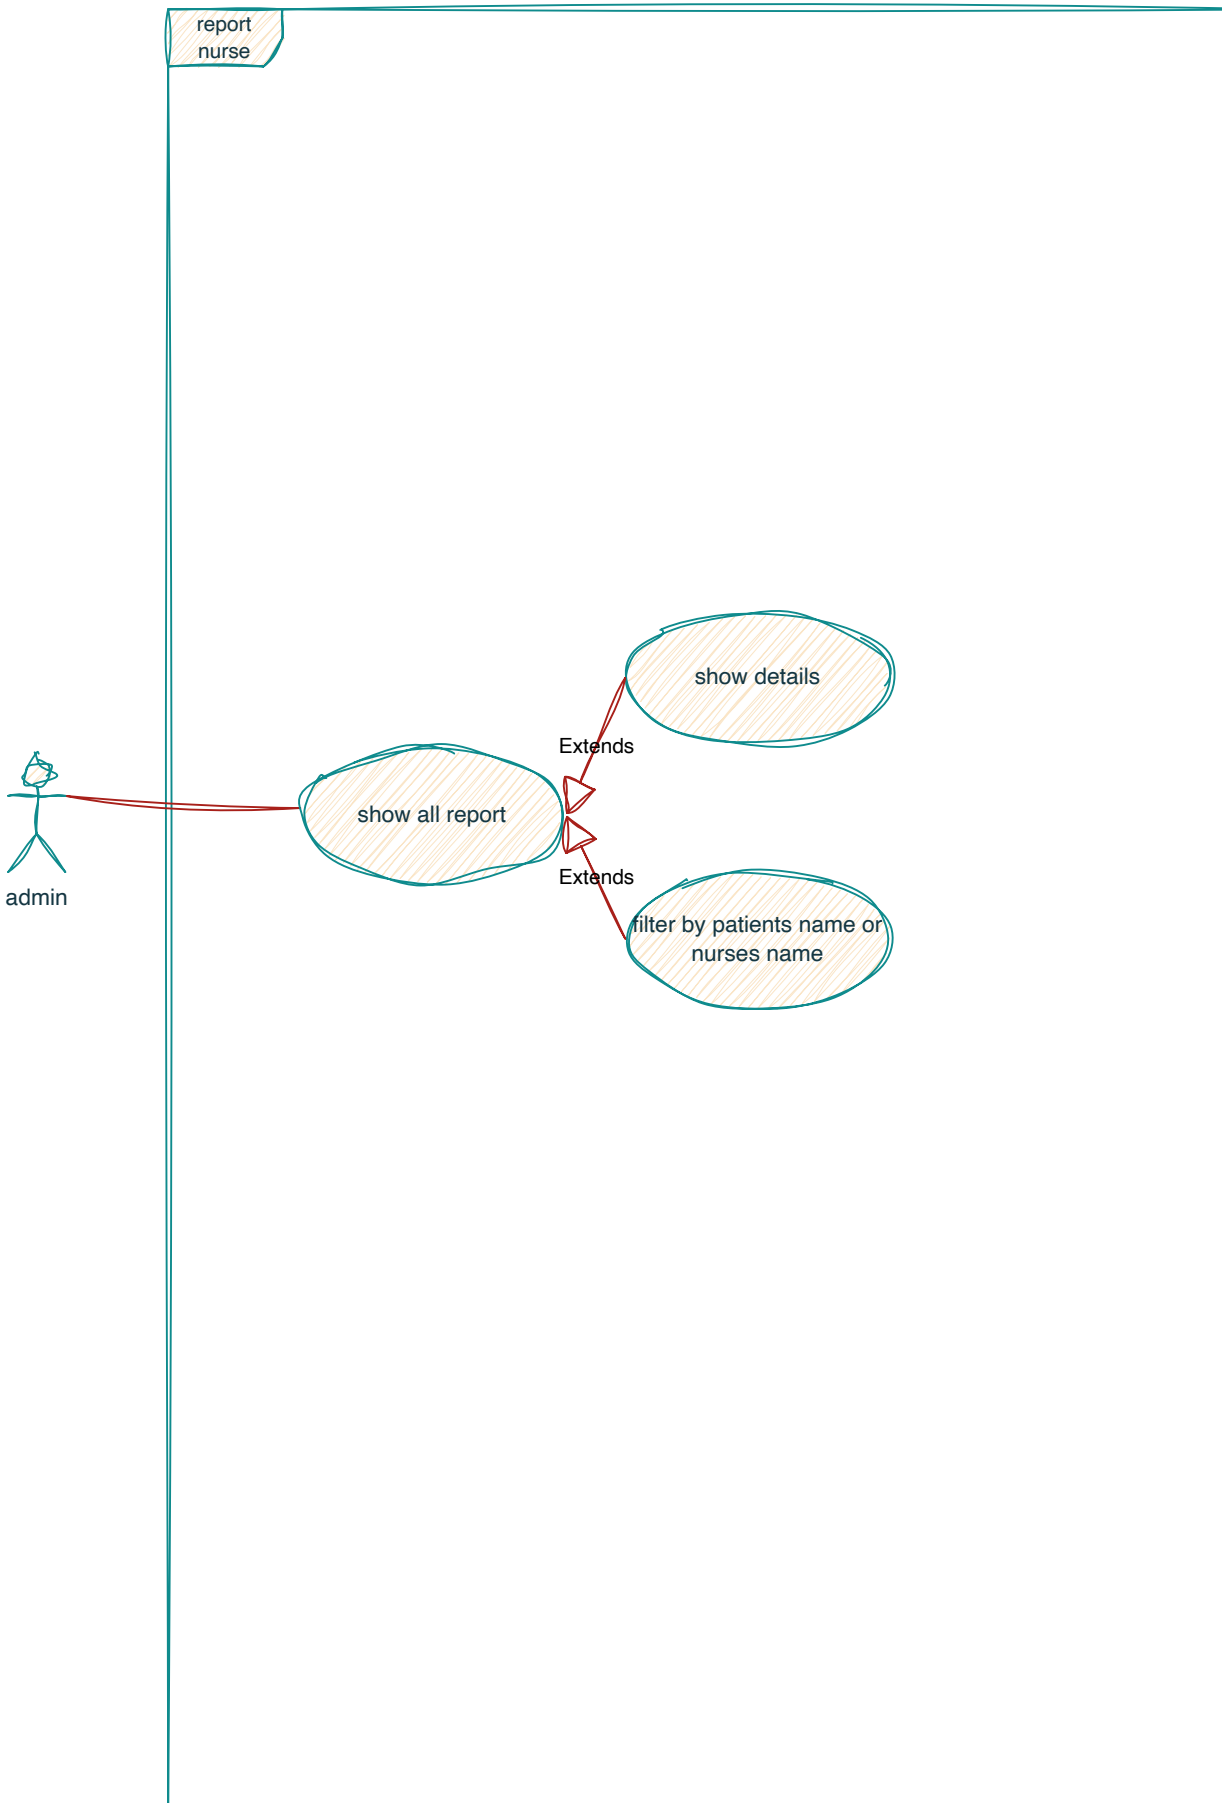 report
nurse
show details
Extends
show all report
Extends
admin
filter by patients name or
nurses name